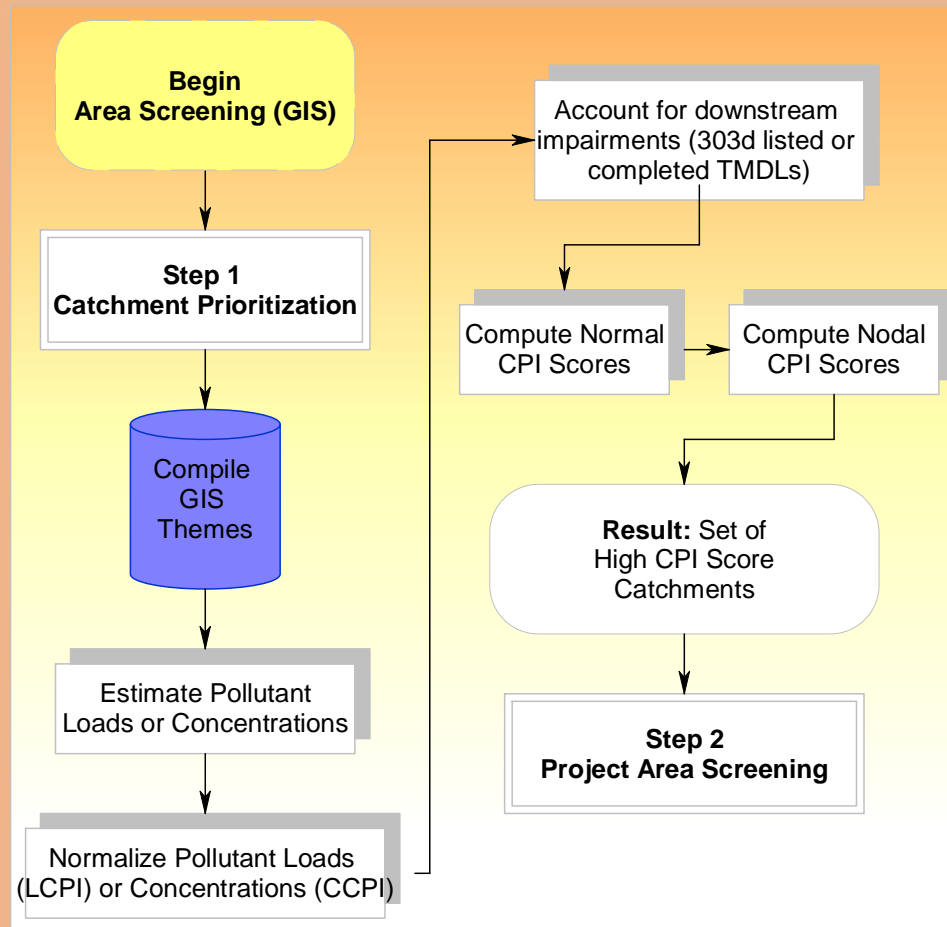 Begin
Area Screening (GIS)
Step 1
Catchment Prioritization
Compile
GIS
Themes
Estimate Pollutant
Loads or Concentrations
Normalize Pollutant Loads
(LCPI) or Concentrations (CCPI)
Account for downstream
impairments (303d listed or
completed TMDLs)
Compute Normal
CPI Scores
Compute Nodal
CPI Scores
Result: Set of
High CPI Score
Catchments
Step 2
Project Area Screening